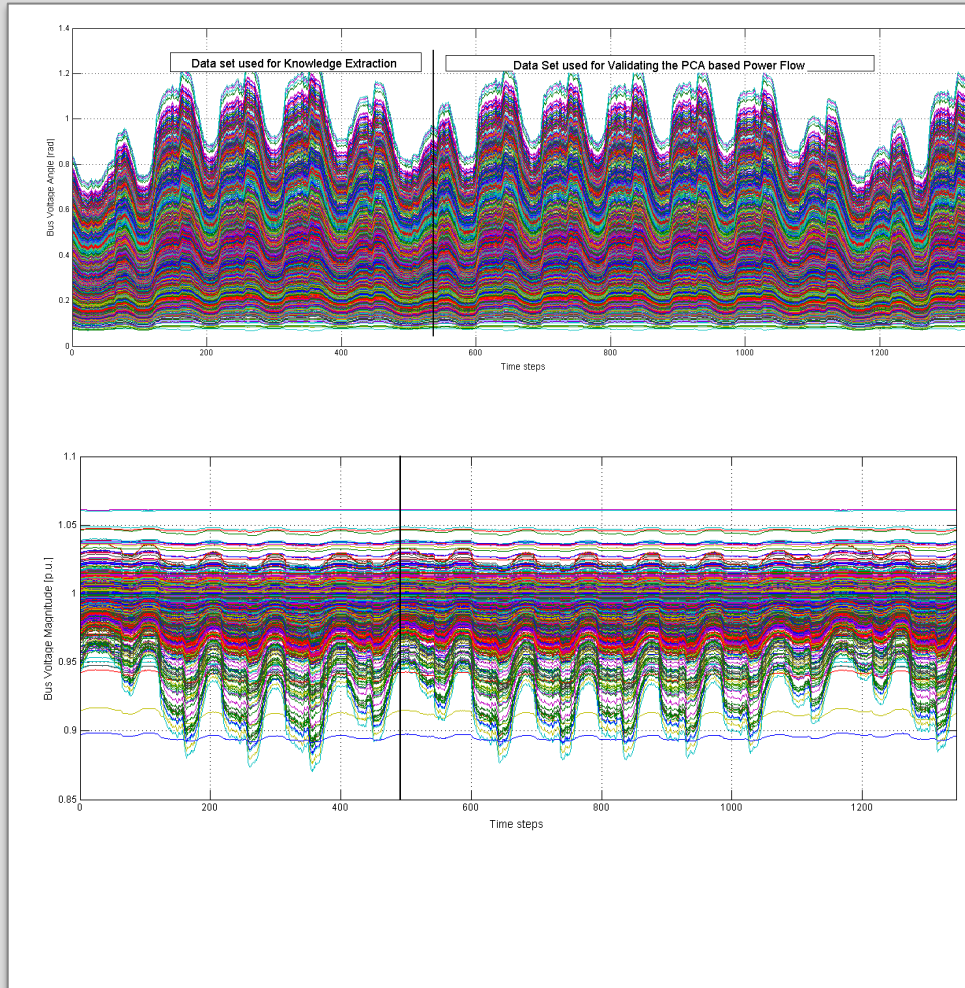 1.4
Data set used for Knowledge Extraction
Data Set used for Validating the PCA based Power Flow
1.2
1
0.8
Bus Voltage Angle [rad]
0.6
0.4
0.2
0
0 200 400 600 800 1000 1200
Time steps
1.1
1.05
1
Bus Voltage Magnitude [p.u.]
0.95
0.9
0.85
0 200 400 600 800 1000 1200
Time steps